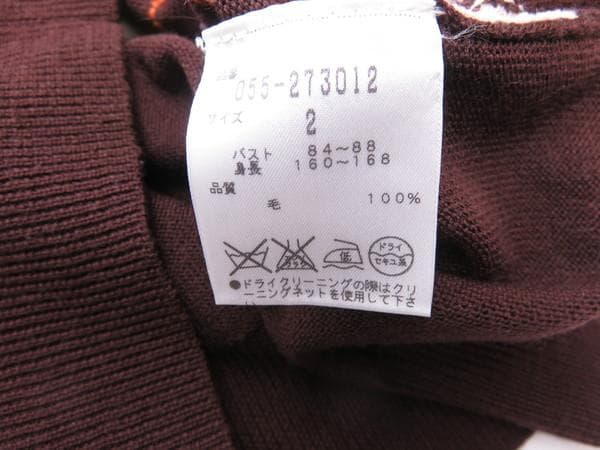 品番
055-273012
サイズ
2
バスト 84～88
身長 160～168
品質
毛 100%
低
ドライ
セキユ系
●ドライクリーニングの際はクリ
ーニングネットを使用して下さ
い